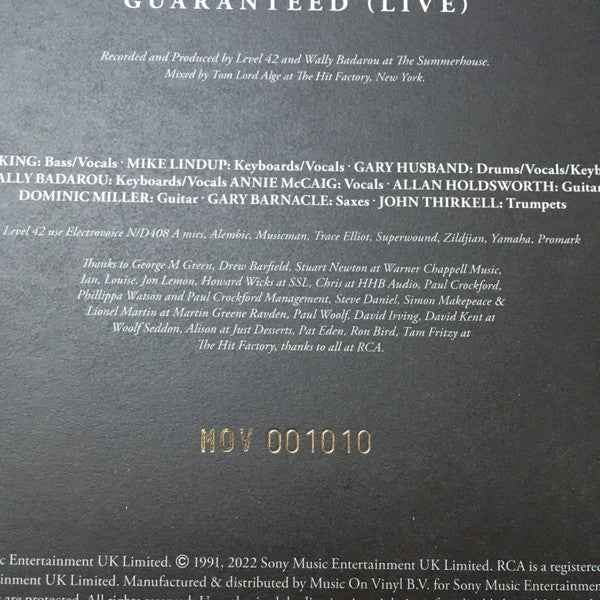 GUARANTEED (LIVE)
Recorded and Produced by Level 42 and Wally Badarou at The Summerhouse.
Mixed by Tom Lord Alge at The Hit Factory, New York.
KING: Bass/Vocals · MIKE LINDUP: Keyboards/Vocals · GARY HUSBAND: Drums/Vocals/Keyb
ALLY BADAROU: Keyboards/Vocals ANNIE McCAIG: Vocals · ALLAN HOLDSWORTH: Guitar
DOMINIC MILLER: Guitar · GARY BARNACLE: Saxes · JOHN THIRKELL: Trumpets
Level 42 use Electrovoice N/D408 A mics, Alembic, Musicman, Trace Elliot, Superwound, Zildjian, Yamaha, Promark
Thanks to George M Green, Drew Barfield, Stuart Newton at Warner Chappell Music,
Ian, Louise, Jon Lemon, Howard Wicks at SSL, Chris at HHB Audio, Paul Crockford,
Phillippa Watson and Paul Crockford Management, Steve Daniel, Simon Makepeace &
Lionel Martin at Martin Greene Ravden, Paul Woolf, David Irving, David Kent at
Woolf Seddon, Alison at Just Desserts, Pat Eden, Ron Bird, Tam Fritzy at
The Hit Factory, thanks to all at RCA.
MOV 001010
c Entertainment UK Limited. © 1991, 2022 Sony Music Entertainment UK Limited. RCA is a registered
inment UK Limited. Manufactured & distributed by Music On Vinyl B.V. for Sony Music Entertainmen
are protected. All rights reserved.